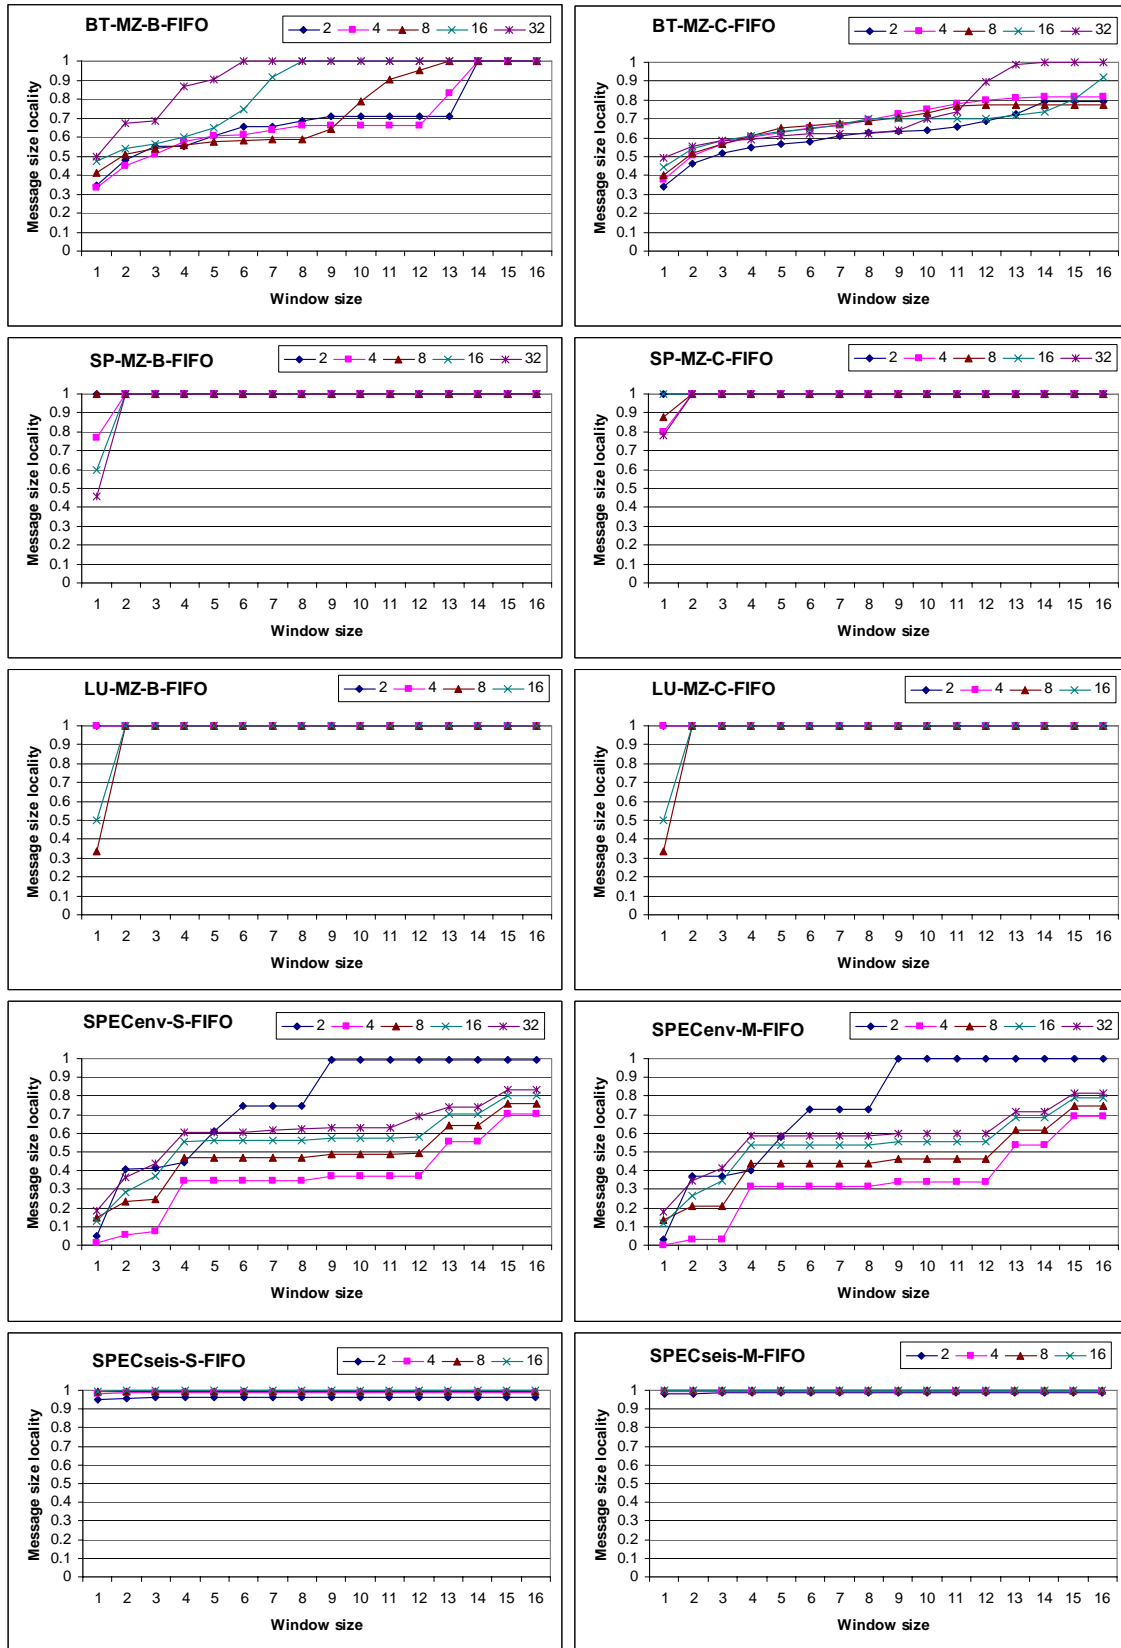 BT-MZ-B-FIFO
2 4 8 16 32
Message size locality
1
0.9
0.8
0.7
0.6
0.5
0.4
0.3
0.2
0.1
0
1 2 3 4 5 6 7 8 9 10 11 12 13 14 15 16
Window size
BT-MZ-C-FIFO
2 4 8 16 32
Message size locality
1
0.9
0.8
0.7
0.6
0.5
0.4
0.3
0.2
0.1
0
1 2 3 4 5 6 7 8 9 10 11 12 13 14 15 16
Window size
SP-MZ-B-FIFO
2 4 8 16 32
Message size locality
1
0.9
0.8
0.7
0.6
0.5
0.4
0.3
0.2
0.1
0
1 2 3 4 5 6 7 8 9 10 11 12 13 14 15 16
Window size
SP-MZ-C-FIFO
2 4 8 16 32
Message size locality
1
0.9
0.8
0.7
0.6
0.5
0.4
0.3
0.2
0.1
0
1 2 3 4 5 6 7 8 9 10 11 12 13 14 15 16
Window size
LU-MZ-B-FIFO
2 4 8 16
Message size locality
1
0.9
0.8
0.7
0.6
0.5
0.4
0.3
0.2
0.1
0
1 2 3 4 5 6 7 8 9 10 11 12 13 14 15 16
Window size
LU-MZ-C-FIFO
2 4 8 16
Message size locality
1
0.9
0.8
0.7
0.6
0.5
0.4
0.3
0.2
0.1
0
1 2 3 4 5 6 7 8 9 10 11 12 13 14 15 16
Window size
SPECenv-S-FIFO
2 4 8 16 32
Message size locality
1
0.9
0.8
0.7
0.6
0.5
0.4
0.3
0.2
0.1
0
1 2 3 4 5 6 7 8 9 10 11 12 13 14 15 16
Window size
SPECenv-M-FIFO
2 4 8 16 32
Message size locality
1
0.9
0.8
0.7
0.6
0.5
0.4
0.3
0.2
0.1
0
1 2 3 4 5 6 7 8 9 10 11 12 13 14 15 16
Window size
SPECseis-S-FIFO
2 4 8 16
Message size locality
1
0.9
0.8
0.7
0.6
0.5
0.4
0.3
0.2
0.1
0
1 2 3 4 5 6 7 8 9 10 11 12 13 14 15 16
Window size
SPECseis-M-FIFO
2 4 8 16
Message size locality
1
0.9
0.8
0.7
0.6
0.5
0.4
0.3
0.2
0.1
0
1 2 3 4 5 6 7 8 9 10 11 12 13 14 15 16
Window size